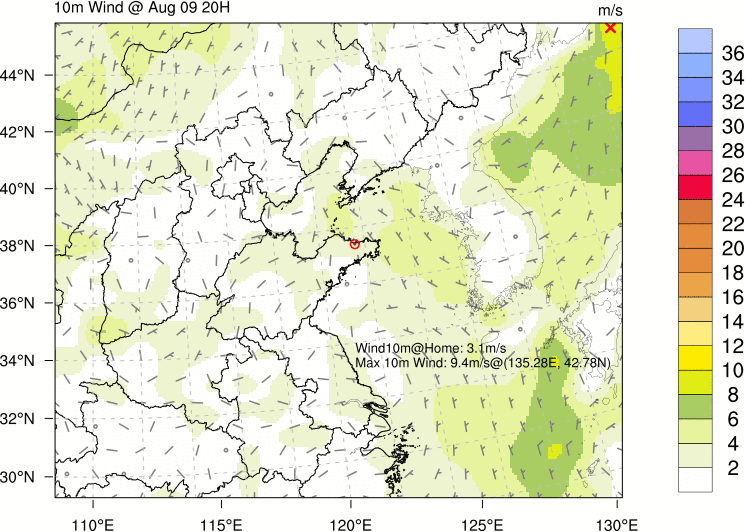 10m Wind @ Aug 09 20H
m/s
44°N
42°N
40°N
38°N
36°N
34°N
32°N
30°N
Wind10m@Home: 3.1m/s
Max 10m Wind: 9.4m/s@(135.28E, 42.78N)
110°E
115°E
120°E
125°E
130°E
36
34
32
30
28
26
24
22
20
18
16
14
12
10
8
6
4
2